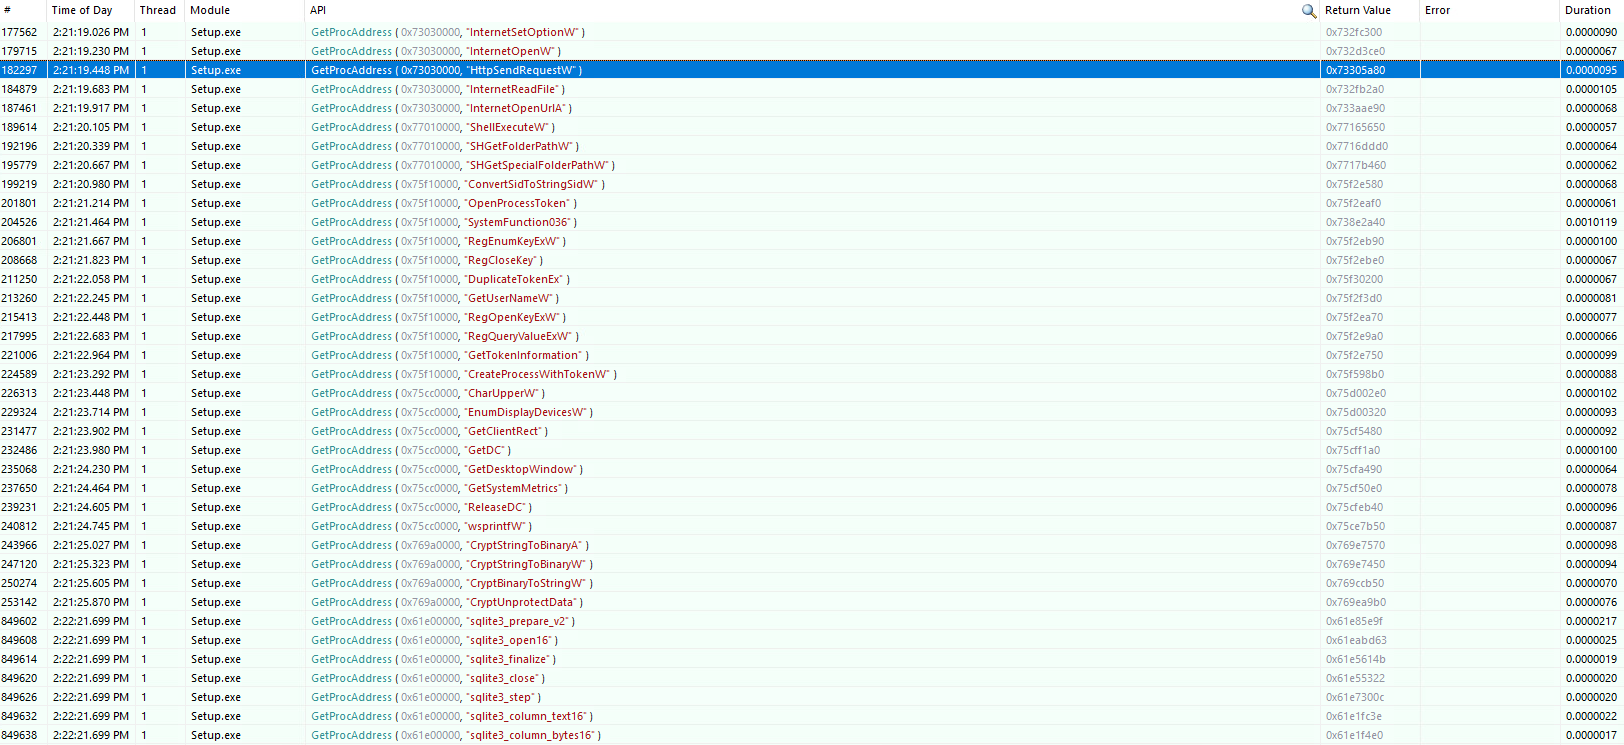 # Time of Day Thread Module API Return Value Error Duration
177562 2:21:19.026 PM 1 Setup.exe GetProcAddress ( 0x73030000, "InternetSetOptionW" ) 0x732fc300 0.0000090
179715 2:21:19.230 PM 1 Setup.exe GetProcAddress ( 0x73030000, "InternetOpenW" ) 0x732d3ce0 0.0000067
182297 2:21:19.448 PM 1 Setup.exe GetProcAddress ( 0x73030000, "HttpSendRequestW" ) 0x73305a80 0.0000095
184879 2:21:19.683 PM 1 Setup.exe GetProcAddress ( 0x73030000, "InternetReadFile" ) 0x732fb2a0 0.0000105
187461 2:21:19.917 PM 1 Setup.exe GetProcAddress ( 0x73030000, "InternetOpenUrlA" ) 0x733aae90 0.0000068
189614 2:21:20.105 PM 1 Setup.exe GetProcAddress ( 0x77010000, "ShellExecuteW" ) 0x77165650 0.0000057
192196 2:21:20.339 PM 1 Setup.exe GetProcAddress ( 0x77010000, "SHGetFolderPathW" ) 0x7716ddd0 0.0000064
195779 2:21:20.667 PM 1 Setup.exe GetProcAddress ( 0x77010000, "SHGetSpecialFolderPathW" ) 0x7717b460 0.0000062
199219 2:21:20.980 PM 1 Setup.exe GetProcAddress ( 0x75f10000, "ConvertSidToStringSidW" ) 0x75f2e580 0.0000068
201801 2:21:21.214 PM 1 Setup.exe GetProcAddress ( 0x75f10000, "OpenProcessToken" ) 0x75f2eaf0 0.0000061
204526 2:21:21.464 PM 1 Setup.exe GetProcAddress ( 0x75f10000, "SystemFunction036" ) 0x738e2a40 0.0010119
206801 2:21:21.667 PM 1 Setup.exe GetProcAddress ( 0x75f10000, "RegEnumKeyExW" ) 0x75f2eb90 0.0000100
208668 2:21:21.823 PM 1 Setup.exe GetProcAddress ( 0x75f10000, "RegCloseKey" ) 0x75f2ebe0 0.0000067
211250 2:21:22.058 PM 1 Setup.exe GetProcAddress ( 0x75f10000, "DuplicateTokenEx" ) 0x75f30200 0.0000067
213260 2:21:22.245 PM 1 Setup.exe GetProcAddress ( 0x75f10000, "GetUserNameW" ) 0x75f2f3d0 0.0000081
215413 2:21:22.448 PM 1 Setup.exe GetProcAddress ( 0x75f10000, "RegOpenKeyExW" ) 0x75f2ea70 0.0000077
217995 2:21:22.683 PM 1 Setup.exe GetProcAddress ( 0x75f10000, "RegQueryValueExW" ) 0x75f2e9a0 0.0000066
221006 2:21:22.964 PM 1 Setup.exe GetProcAddress ( 0x75f10000, "GetTokenInformation" ) 0x75f2e750 0.0000099
224589 2:21:23.292 PM 1 Setup.exe GetProcAddress ( 0x75f10000, "CreateProcessWithTokenW" ) 0x75f598b0 0.0000088
226313 2:21:23.448 PM 1 Setup.exe GetProcAddress ( 0x75cc0000, "CharUpperW" ) 0x75d002e0 0.0000102
229324 2:21:23.714 PM 1 Setup.exe GetProcAddress ( 0x75cc0000, "EnumDisplayDevicesW" ) 0x75d00320 0.0000093
231477 2:21:23.902 PM 1 Setup.exe GetProcAddress ( 0x75cc0000, "GetClientRect" ) 0x75cf5480 0.0000092
232486 2:21:23.980 PM 1 Setup.exe GetProcAddress ( 0x75cc0000, "GetDC" ) 0x75cff1a0 0.0000100
235068 2:21:24.230 PM 1 Setup.exe GetProcAddress ( 0x75cc0000, "GetDesktopWindow" ) 0x75cfa490 0.0000064
237650 2:21:24.464 PM 1 Setup.exe GetProcAddress ( 0x75cc0000, "GetSystemMetrics" ) 0x75cf50e0 0.0000078
239231 2:21:24.605 PM 1 Setup.exe GetProcAddress ( 0x75cc0000, "ReleaseDC" ) 0x75cfeb40 0.0000096
240812 2:21:24.745 PM 1 Setup.exe GetProcAddress ( 0x75cc0000, "wsprintfW" ) 0x75ce7b50 0.0000087
243966 2:21:25.027 PM 1 Setup.exe GetProcAddress ( 0x769a0000, "CryptStringToBinaryA" ) 0x769e7570 0.0000098
247120 2:21:25.323 PM 1 Setup.exe GetProcAddress ( 0x769a0000, "CryptStringToBinaryW" ) 0x769e7450 0.0000094
250274 2:21:25.605 PM 1 Setup.exe GetProcAddress ( 0x769a0000, "CryptBinaryToStringW" ) 0x769ccb50 0.0000070
253142 2:21:25.870 PM 1 Setup.exe GetProcAddress ( 0x769a0000, "CryptUnprotectData" ) 0x769ea9b0 0.0000076
849602 2:22:21.699 PM 1 Setup.exe GetProcAddress ( 0x61e00000, "sqlite3_prepare_v2" ) 0x61e85e9f 0.0000217
849608 2:22:21.699 PM 1 Setup.exe GetProcAddress ( 0x61e00000, "sqlite3_open16" ) 0x61eabd63 0.0000025
849614 2:22:21.699 PM 1 Setup.exe GetProcAddress ( 0x61e00000, "sqlite3_finalize" ) 0x61e5614b 0.0000019
849620 2:22:21.699 PM 1 Setup.exe GetProcAddress ( 0x61e00000, "sqlite3_close" ) 0x61e55322 0.0000020
849626 2:22:21.699 PM 1 Setup.exe GetProcAddress ( 0x61e00000, "sqlite3_step" ) 0x61e7300c 0.0000020
849632 2:22:21.699 PM 1 Setup.exe GetProcAddress ( 0x61e00000, "sqlite3_column_text16" ) 0x61e1fc3e 0.0000022
849638 2:22:21.699 PM 1 Setup.exe GetProcAddress ( 0x61e00000, "sqlite3_column_bytes16" ) 0x61e1f4e0 0.0000017